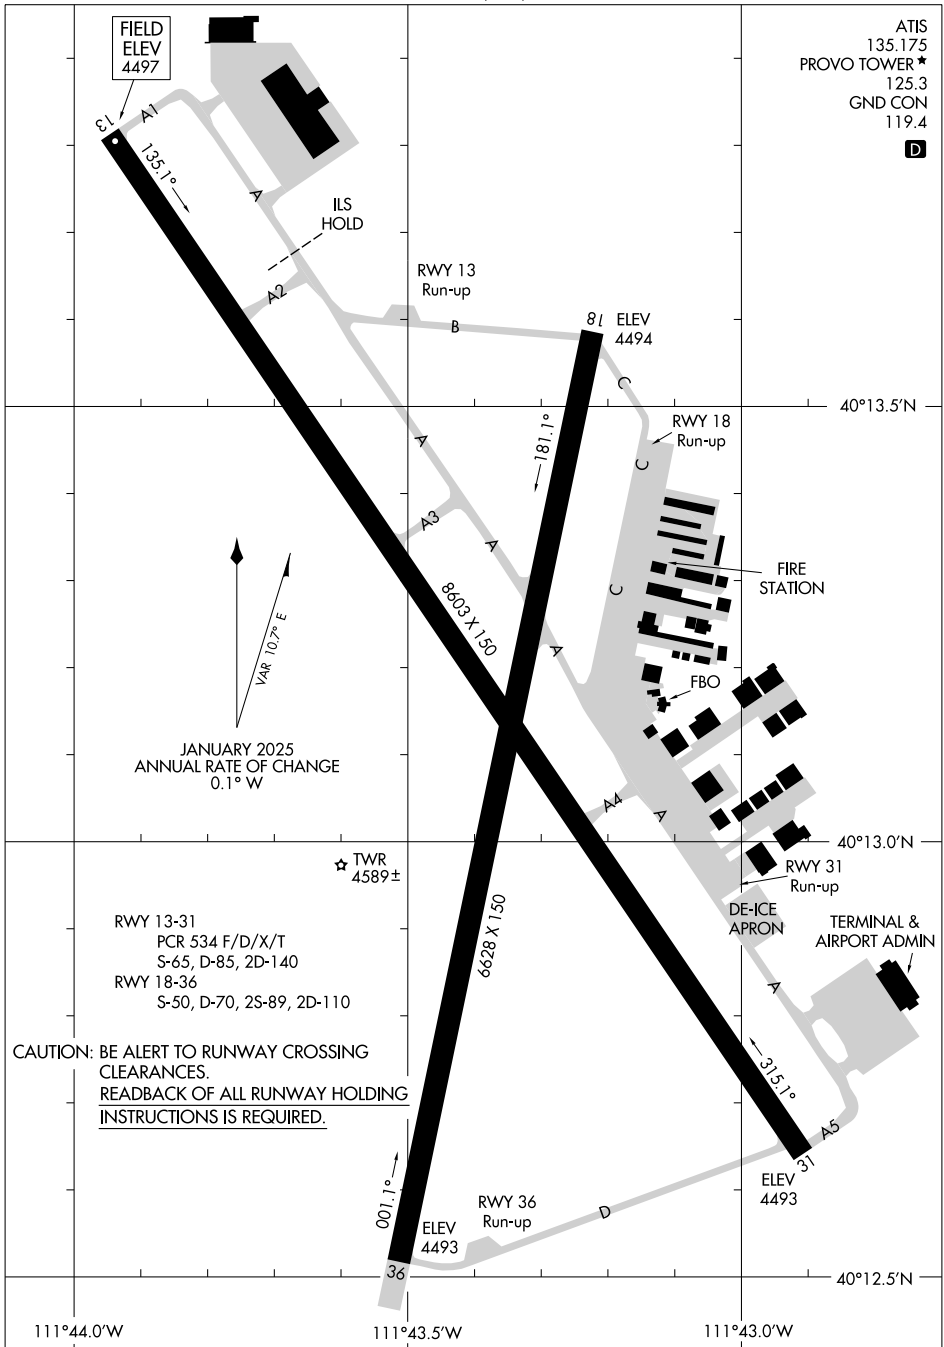 FIELD
ELEV
4497
ATIS
135.175
PROVO TOWER★
125.3
GND CON
119.4
D
13
A1
135.1°
A
ILS
HOLD
A2
RWY 13
Run-up
B
18
ELEV
4494
C
40°13.5'N
RWY 18
Run-up
181.1°
A
C
A3
A
8603 X 150
C
FIRE
STATION
VAR 10.7° E
A
FBO
JANUARY 2025
ANNUAL RATE OF CHANGE
0.1° W
A4
A
40°13.0'N
TWR
4589±
RWY 31
Run-up
DE-ICE
APRON
TERMINAL &
AIRPORT ADMIN
6628 X 150
RWY 13-31
PCR 534 F/D/X/T
S-65, D-85, 2D-140
RWY 18-36
S-50, D-70, 2S-89, 2D-110
A
CAUTION: BE ALERT TO RUNWAY CROSSING
CLEARANCES.
READBACK OF ALL RUNWAY HOLDING
INSTRUCTIONS IS REQUIRED.
315.1°
A5
31
ELEV
4493
001.1°
RWY 36
Run-up
D
ELEV
4493
36
40°12.5'N
111°44.0'W
111°43.5'W
111°43.0'W